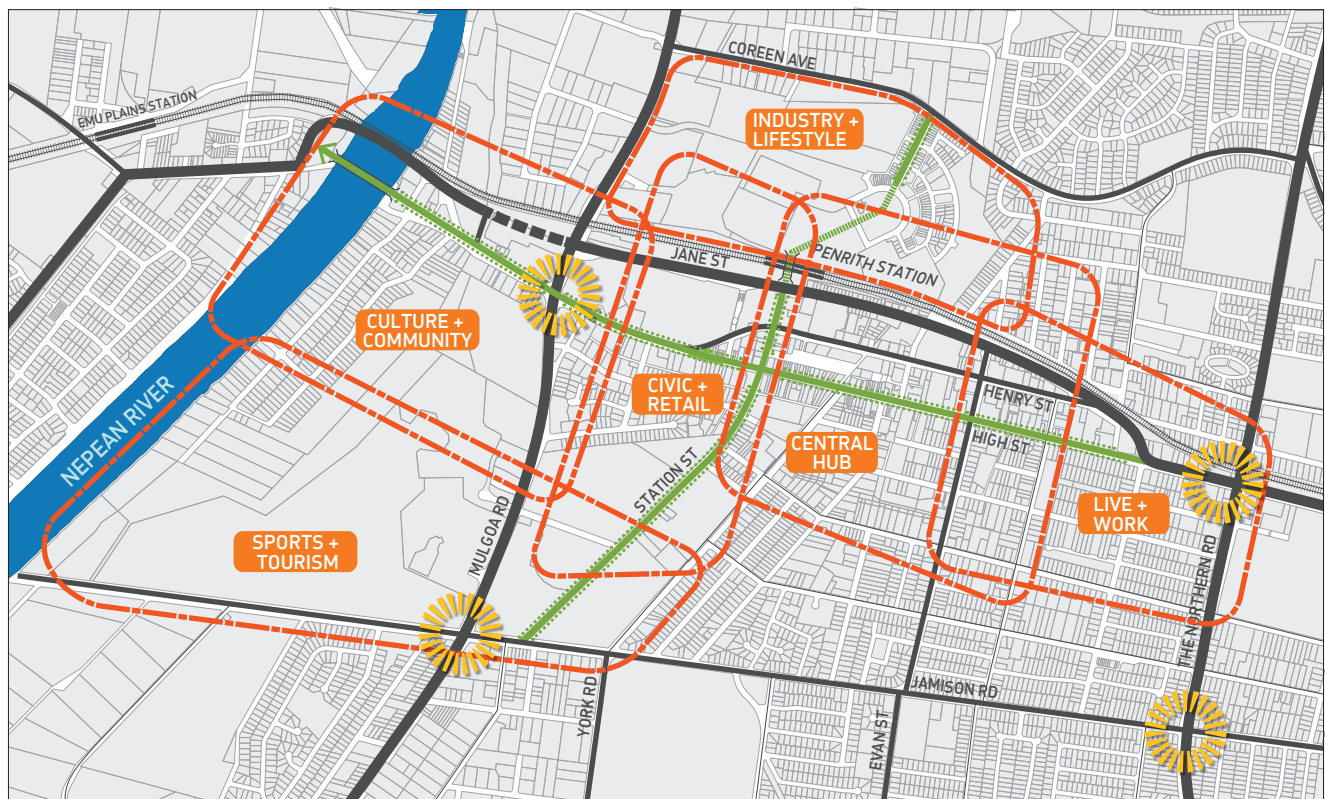 COREEN AVE
EMU PLAINS STATION
INDUSTRY +
LIFESTYLE
JANE ST
PENRITH STATION
CULTURE +
COMMUNITY
CIVIC +
RETAIL
HENRY ST
NEPEAN RIVER
HIGH ST
CENTRAL
HUB
STATION ST
LIVE +
WORK
MULGOA RD
SPORTS +
TOURISM
THE NORTHERN RD
JAMISON RD
YORK RD
EVAN ST